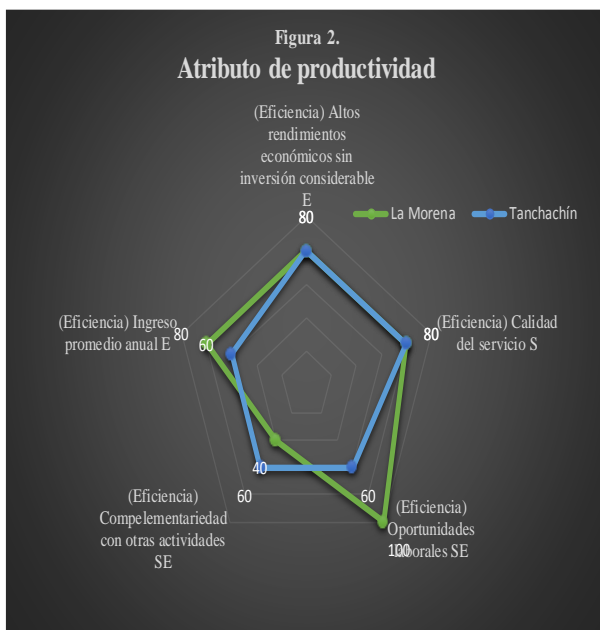 Figura 2.
Atributo de productividad
(Eficiencia) Altos
rendimientos
económicos sin
inversión considerable
E
80
La Morena
Tanchachín
(Eficiencia) Ingreso
promedio anual E
80
60
80
(Eficiencia) Calidad
del servicio S
40
60
(Eficiencia)
Compelementariedad
con otras actividades
SE
60
(Eficiencia)
Oportunidades
laborales SE
100